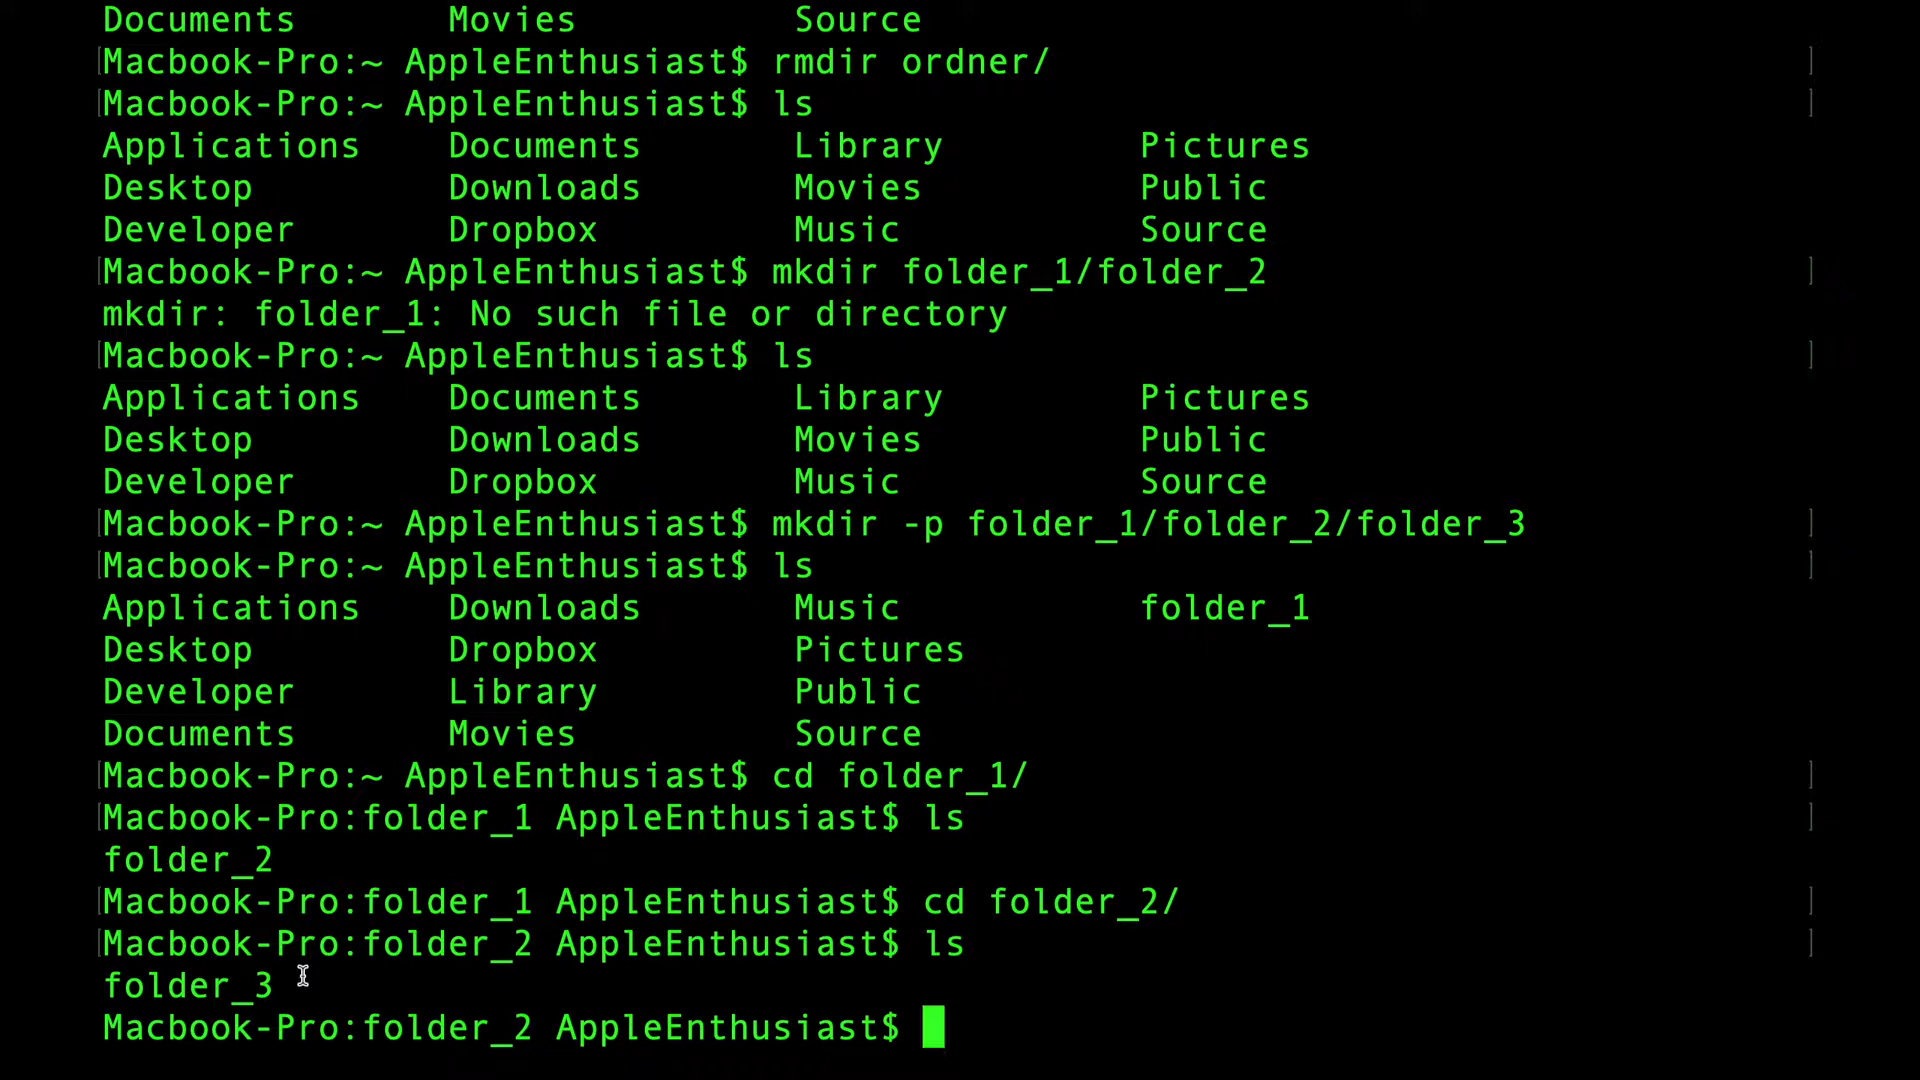 Documents Movies Source
Macbook-Pro:~ AppleEnthusiast$ rmdir ordner/
Macbook-Pro:~ AppleEnthusiast$ ls
Applications Documents Library Pictures
Desktop Downloads Movies Public
Developer Dropbox Music Source
Macbook-Pro:~ AppleEnthusiast$ mkdir folder_1/folder_2
mkdir: folder_1: No such file or directory
Macbook-Pro:~ AppleEnthusiast$ ls
Applications Documents Library Pictures
Desktop Downloads Movies Public
Developer Dropbox Music Source
Macbook-Pro:~ AppleEnthusiast$ mkdir -p folder_1/folder_2/folder_3
Macbook-Pro:~ AppleEnthusiast$ ls
Applications Downloads Music folder_1
Desktop Dropbox Pictures
Developer Library Public
Documents Movies Source
Macbook-Pro:~ AppleEnthusiast$ cd folder_1/
Macbook-Pro:folder_1 AppleEnthusiast$ ls
folder_2
Macbook-Pro:folder_1 AppleEnthusiast$ cd folder_2/
Macbook-Pro:folder_2 AppleEnthusiast$ ls
folder_3
Macbook-Pro:folder_2 AppleEnthusiast$